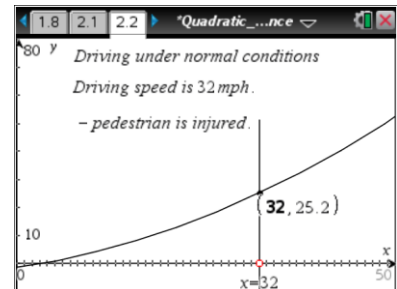 1.8 2.1 2.2 *Quadratic_...nce
80 y
Driving under normal conditions
Driving speed is 32 mph.
– pedestrian is injured.
(32, 25.2)
10
x
0 x=32 50